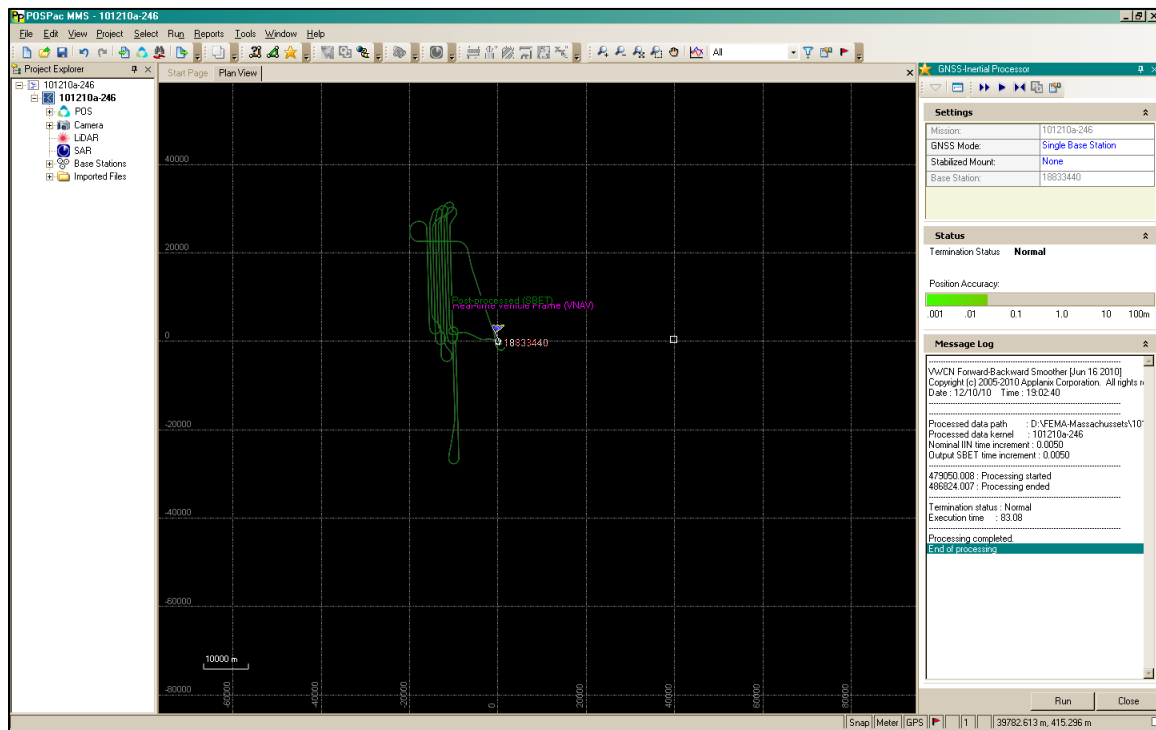 POSPac MMS - 101210a-246
File Edit View Project Select Run Reports Tools Window Help
All
Project Explorer
101210a-246
101210a-246
POS
Camera
LiDAR
SAR
Base Stations
Imported Files
Start Page Plan View
40000
20000
0
-20000
-40000
-60000
-80000
Post-processed (SBET)
Real-time Vehicle Frame (VNAV)
18833440
10000 m
-60000
-40000
-20000
0
20000
40000
60000
80000
GNSS-Inertial Processor
Settings
Mission: 101210a-246
GNSS Mode: Single Base Station
Stabilized Mount: None
Base Station: 18833440
Status
Termination Status Normal
Position Accuracy:
.001 .01 0.1 1.0 10 100m
Message Log
VWCN Forward-Backward Smoother [Jun 16 2010]
Copyright (c) 2005-2010 Applanix Corporation. All rights r
Date : 12/10/10 Time : 19:02:40
Processed data path : D:\FEMA-Massachussets\10
Processed data kernel : 101210a-246
Nominal IIN time increment : 0.0050
Output SBET time increment : 0.0050
479050.008 : Processing started
486824.007 : Processing ended
Termination status : Normal
Execution time : 83.08
Processing completed.
End of processing
Run Close
Snap Meter GPS 1 39782.613 m, 415.296 m